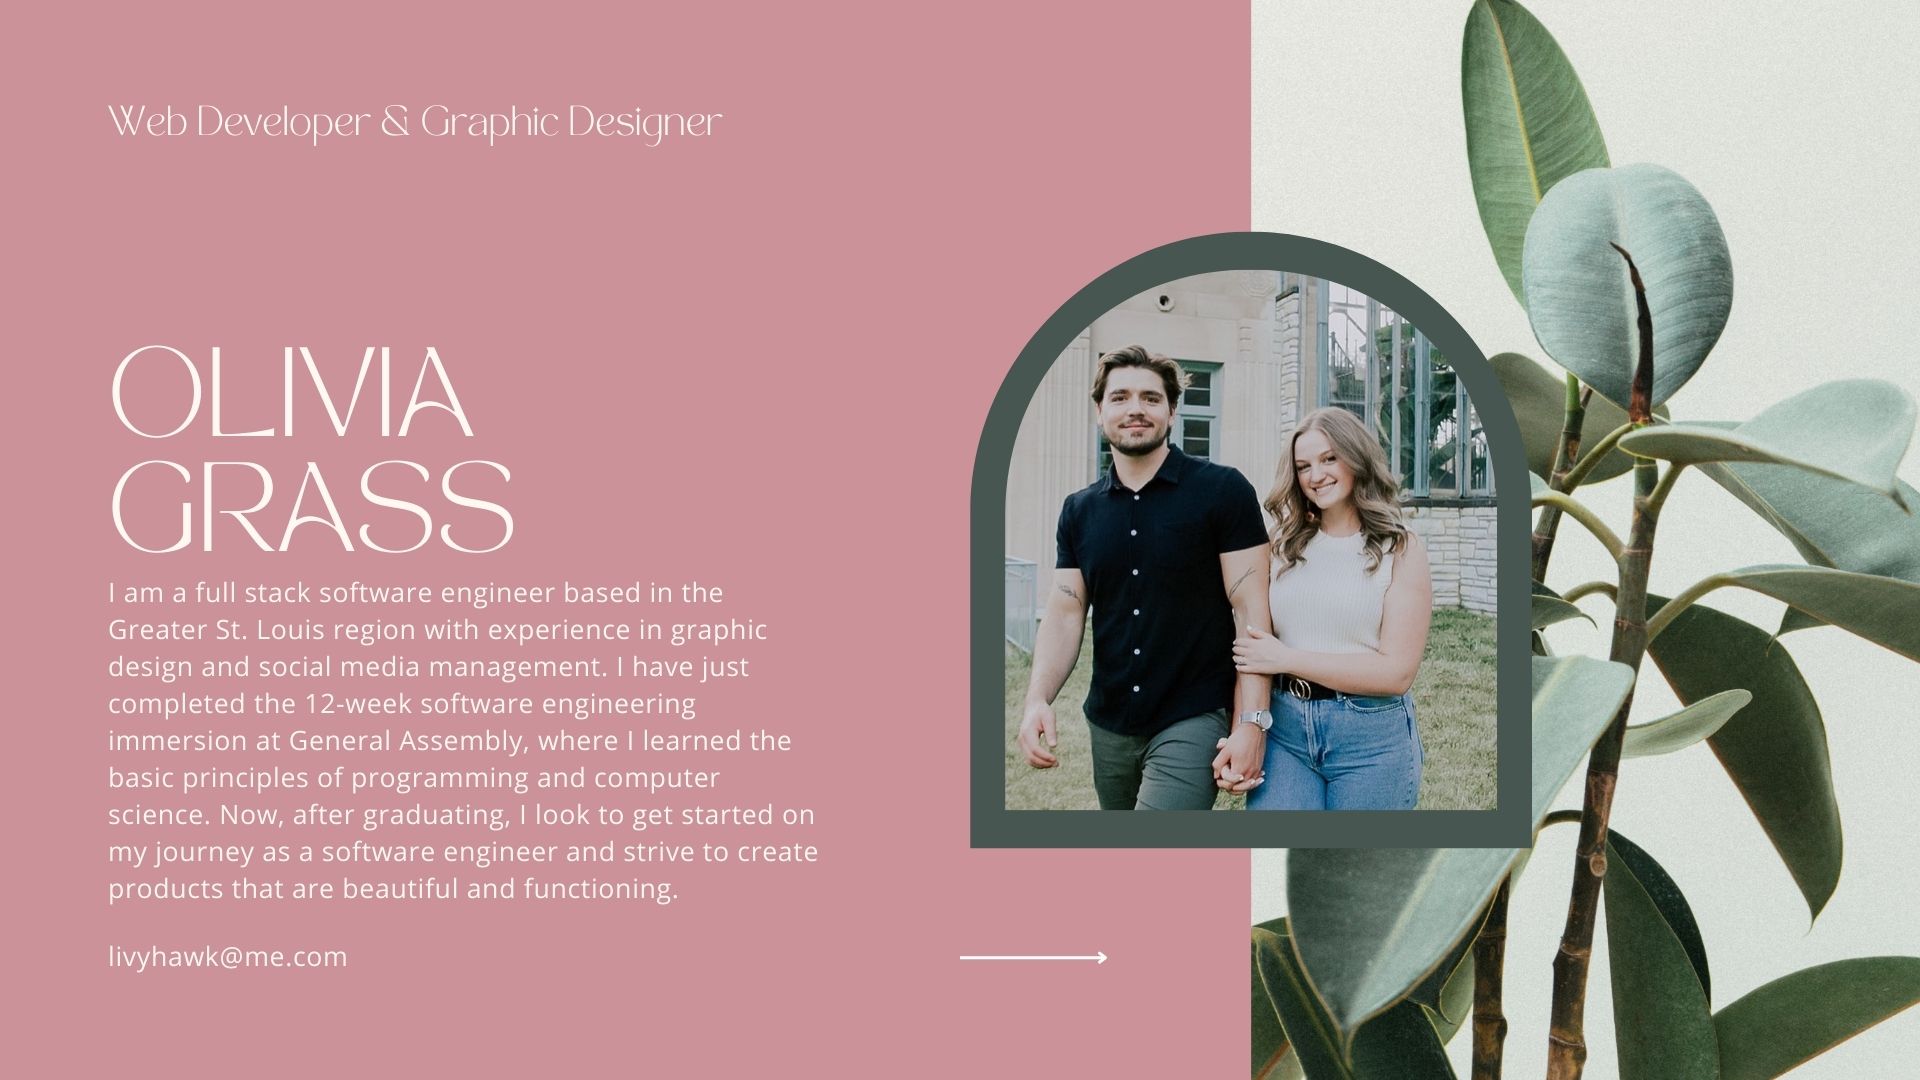 Web Developer & Graphic Designer
OLIVIA
GRASS
I am a full stack software engineer based in the
Greater St. Louis region with experience in graphic
design and social media management. I have just
completed the 12-week software engineering
immersion at General Assembly, where I learned the
basic principles of programming and computer
science. Now, after graduating, I look to get started on
my journey as a software engineer and strive to create
products that are beautiful and functioning.
livyhawk@me.com